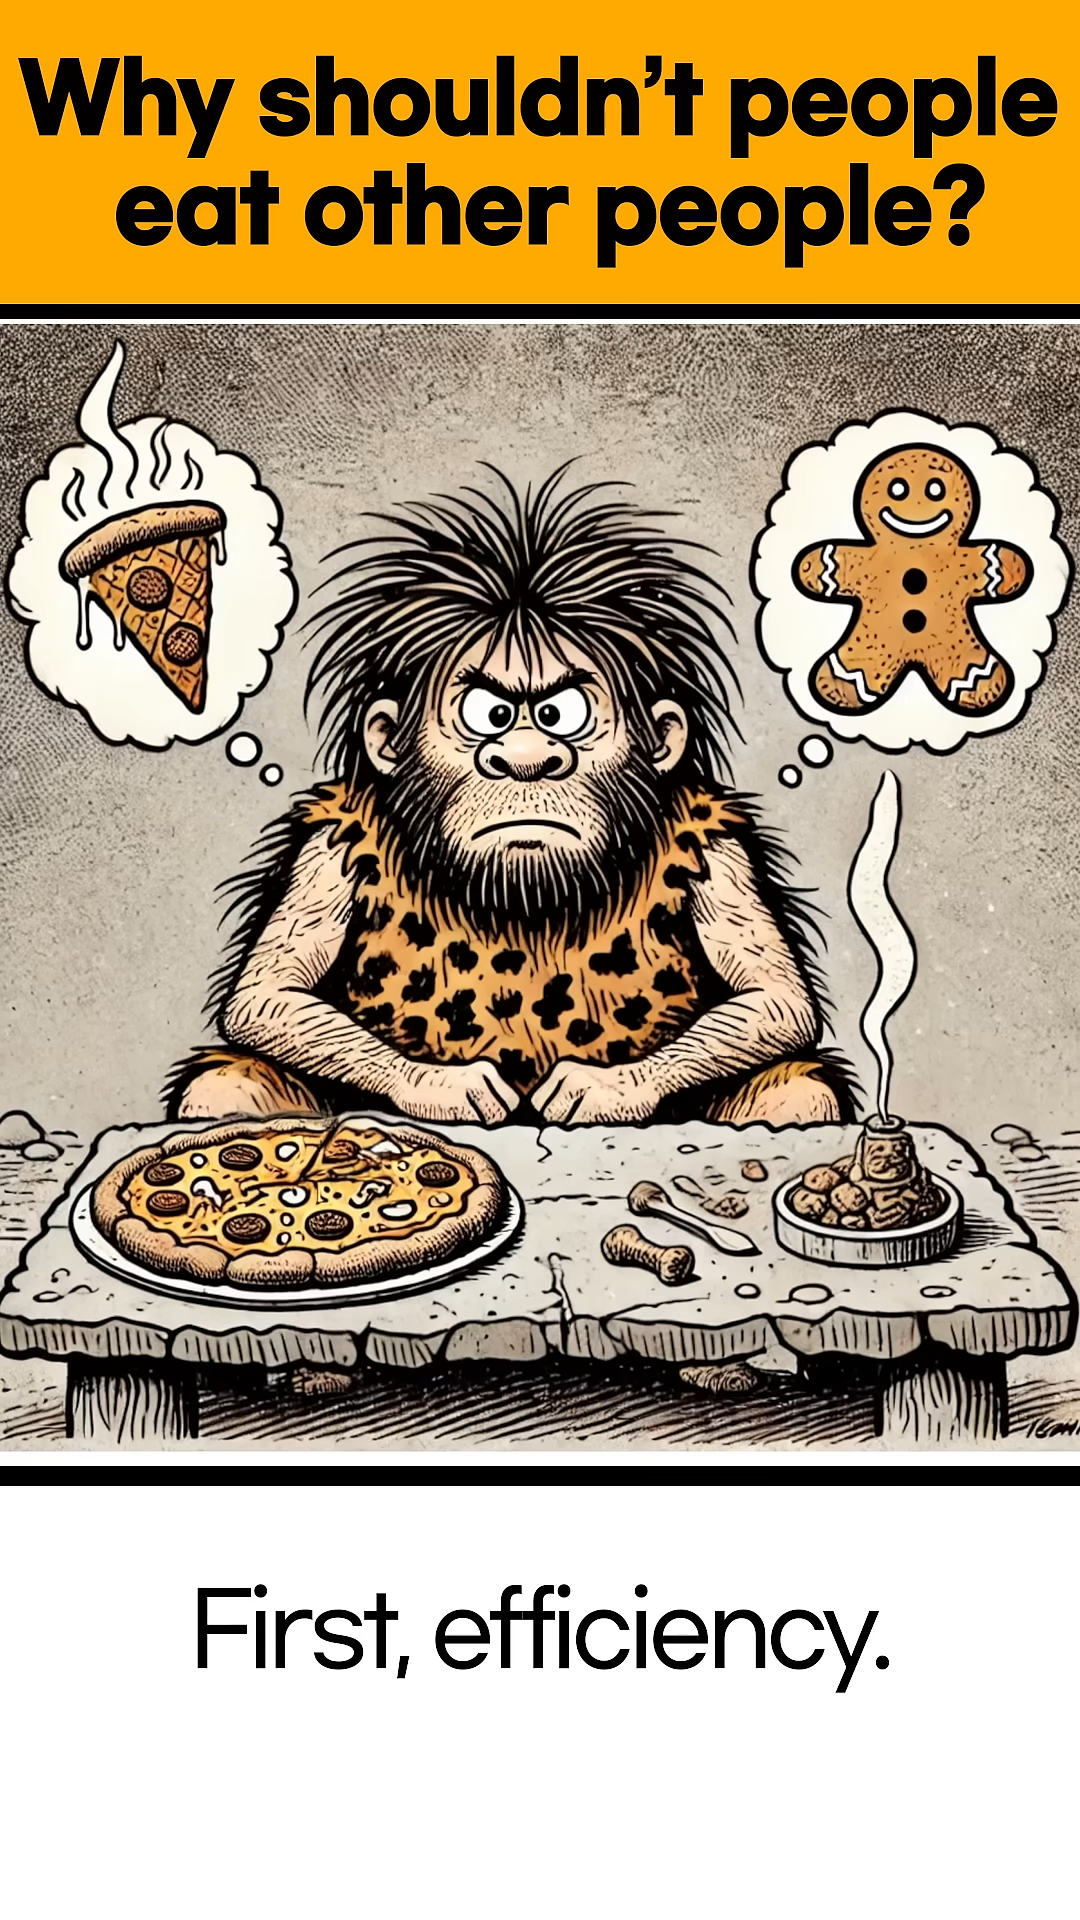 Why shouldn’t people
eat other people?
First, efficiency.